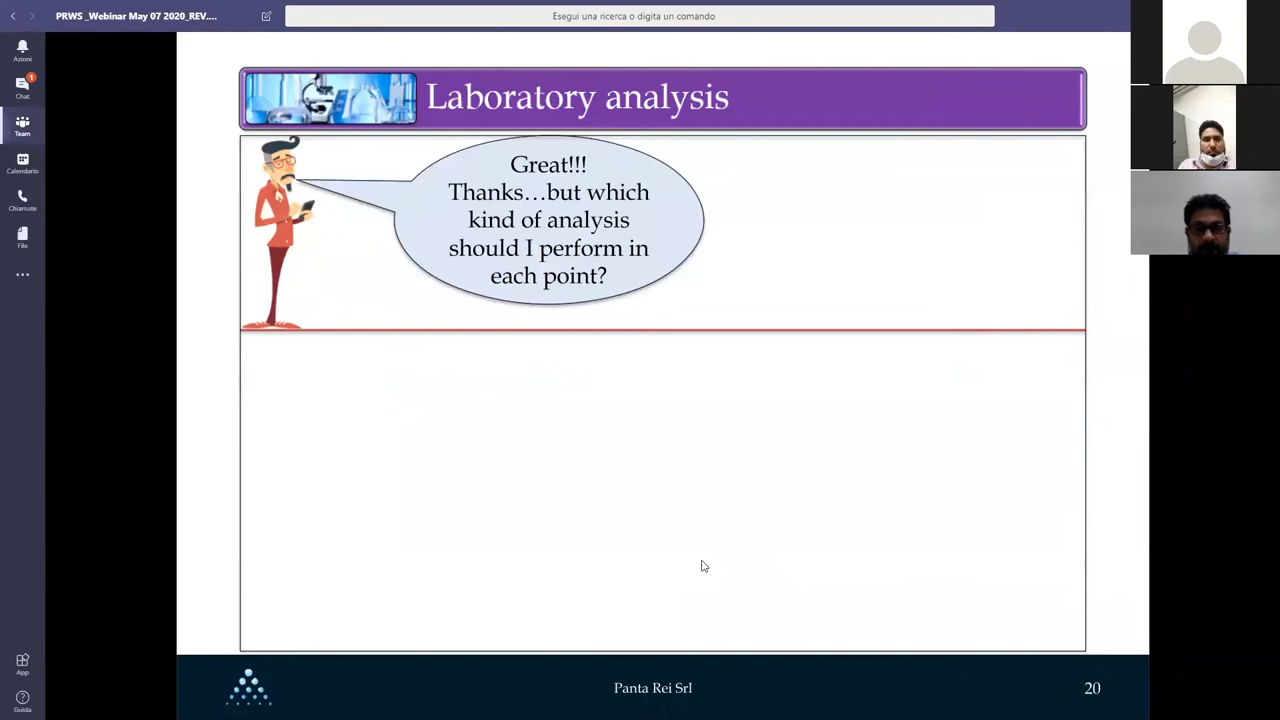 PRWS _Webinar May 07 2020_REV....
Esegui una ricerca o digita un comando
Azioni
1
Chat
Team
Calendario
Chiamate
File
App
Guida
Laboratory analysis
Great!!!
Thanks...but which
kind of analysis
should I perform in
each point?
Panta Rei Srl
20